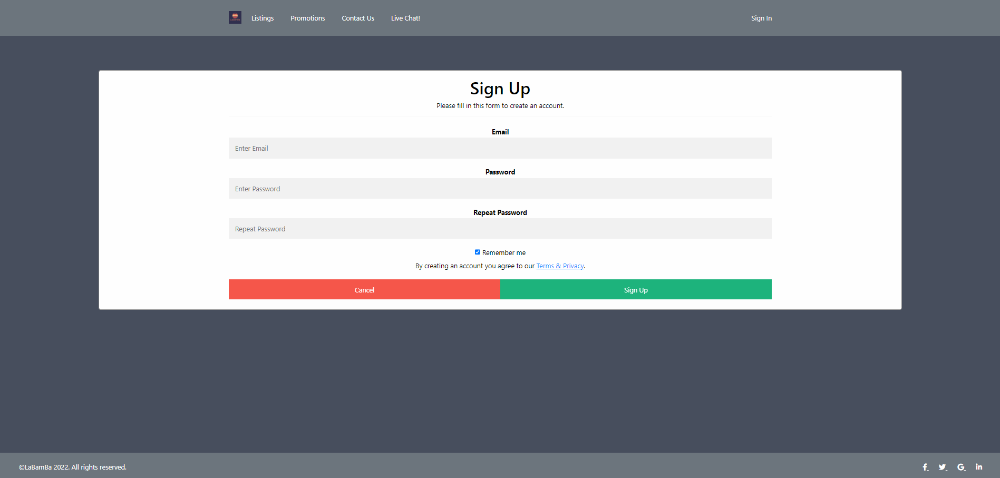 Listings Promotions Contact Us Live Chat! Sign In
Sign Up
Please fill in this form to create an account.
Email
Enter Email
Password
Enter Password
Repeat Password
Repeat Password
Remember me
By creating an account you agree to our Terms & Privacy.
Cancel Sign Up
©LaBamBa 2022. All rights reserved.